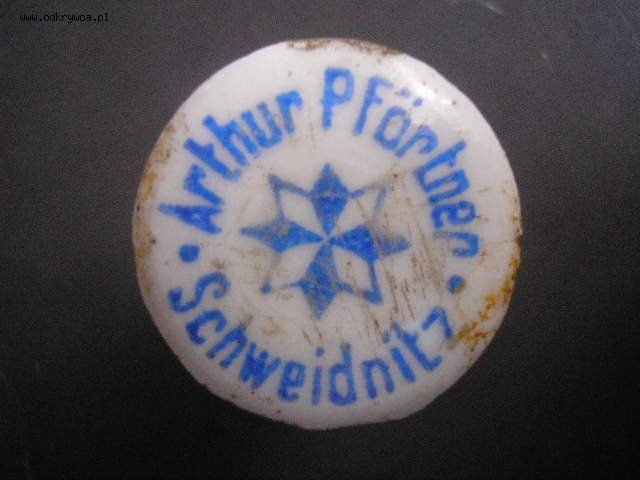 www.odkrywca.pl
Arthur Pförtner
• Schweidnitz •